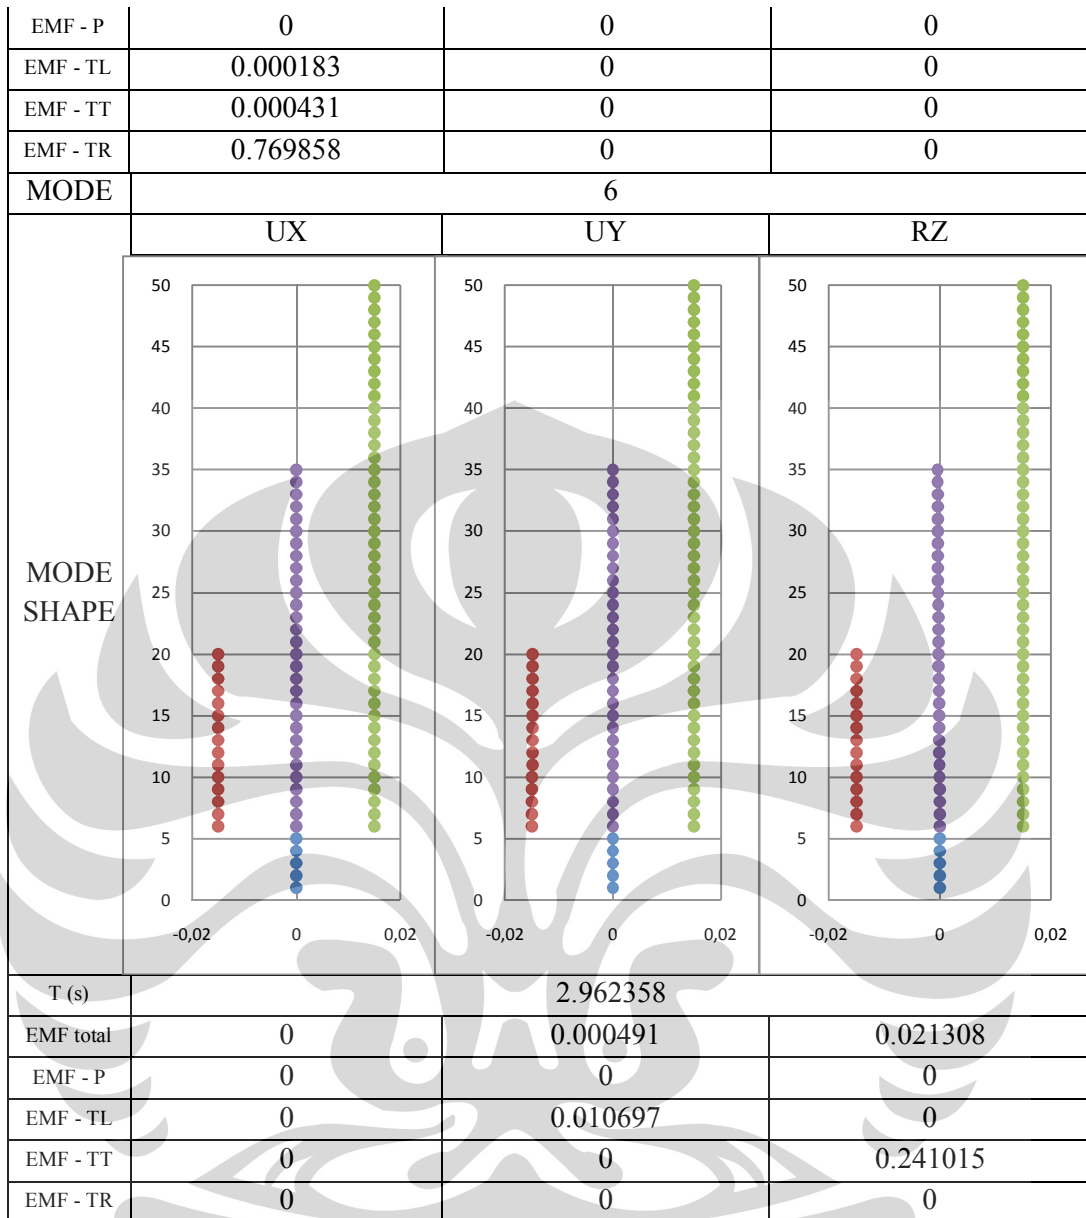 EMF - P 0 0 0
EMF - TL 0.000183 0 0
EMF - TT 0.000431 0 0
EMF - TR 0.769858 0 0
MODE 6
UX UY RZ
50 50 50
45 45 45
40 40 40
35 35 35
30 30 30
MODE
25 25 25
SHAPE
20 20 20
15 15 15
10 10 10
5 5 5
0 0 0
-0,02 0 0,02 -0,02 0 0,02 -0,02 0 0,02
T (s) 2.962358
EMF total 0 0.000491 0.021308
EMF - P 0 0 0
EMF - TL 0 0.010697 0
EMF - TT 0 0 0.241015
EMF - TR 0 0 0